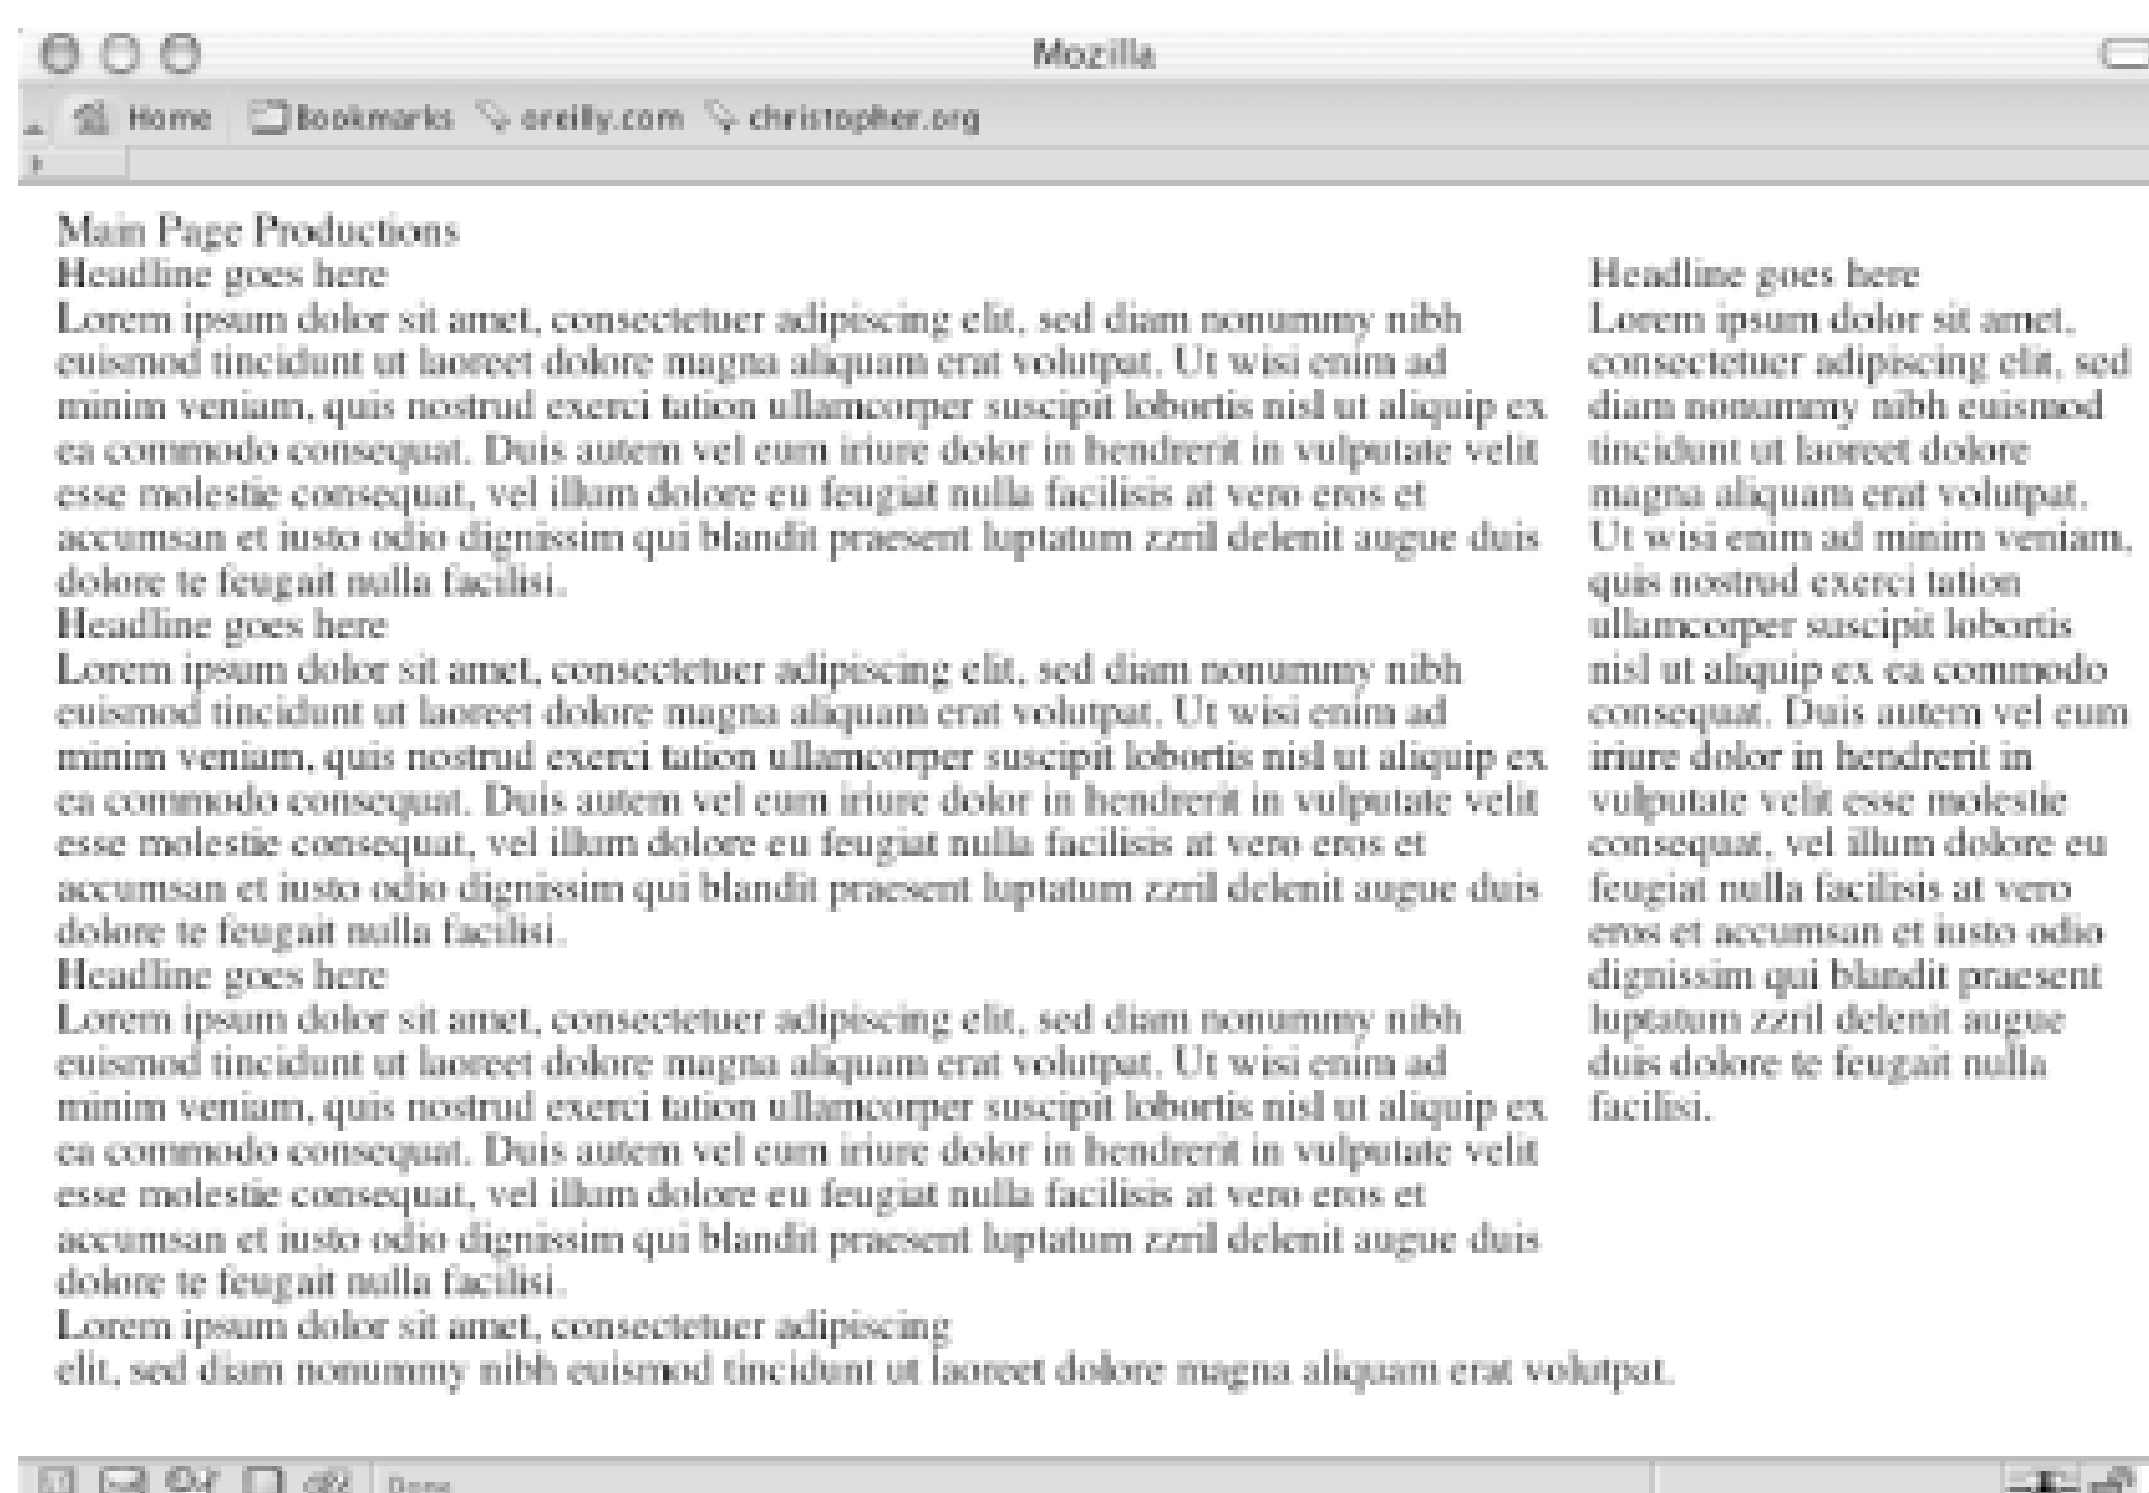 Mozilla
Home Bookmarks oreilly.com christopher.org
Main Page Productions
Headline goes here
Lorem ipsum dolor sit amet, consectetuer adipiscing elit, sed diam nonummy nibh
euismod tincidunt ut laoreet dolore magna aliquam erat volutpat. Ut wisi enim ad
minim veniam, quis nostrud exerci tation ullamcorper suscipit lobortis nisl ut aliquip ex
ea commodo consequat. Duis autem vel eum iriure dolor in hendrerit in vulputate velit
esse molestie consequat, vel illum dolore eu feugiat nulla facilisis at vero eros et
accumsan et iusto odio dignissim qui blandit praesent luptatum zzril delenit augue duis
dolore te feugait nulla facilisi.
Headline goes here
Lorem ipsum dolor sit amet, consectetuer adipiscing elit, sed diam nonummy nibh
euismod tincidunt ut laoreet dolore magna aliquam erat volutpat. Ut wisi enim ad
minim veniam, quis nostrud exerci tation ullamcorper suscipit lobortis nisl ut aliquip ex
ea commodo consequat. Duis autem vel eum iriure dolor in hendrerit in vulputate velit
esse molestie consequat, vel illum dolore eu feugiat nulla facilisis at vero eros et
accumsan et iusto odio dignissim qui blandit praesent luptatum zzril delenit augue duis
dolore te feugait nulla facilisi.
Headline goes here
Lorem ipsum dolor sit amet, consectetuer adipiscing elit, sed diam nonummy nibh
euismod tincidunt ut laoreet dolore magna aliquam erat volutpat. Ut wisi enim ad
minim veniam, quis nostrud exerci tation ullamcorper suscipit lobortis nisl ut aliquip ex
ea commodo consequat. Duis autem vel eum iriure dolor in hendrerit in vulputate velit
esse molestie consequat, vel illum dolore eu feugiat nulla facilisis at vero eros et
accumsan et iusto odio dignissim qui blandit praesent luptatum zzril delenit augue duis
dolore te feugait nulla facilisi.
Headline goes here
Lorem ipsum dolor sit amet,
consectetuer adipiscing elit, sed
diam nonummy nibh euismod
tincidunt ut laoreet dolore
magna aliquam erat volutpat.
Ut wisi enim ad minim veniam,
quis nostrud exerci tation
ullamcorper suscipit lobortis
nisl ut aliquip ex ea commodo
consequat. Duis autem vel eum
iriure dolor in hendrerit in
vulputate velit esse molestie
consequat, vel illum dolore eu
feugiat nulla facilisis at vero
eros et accumsan et iusto odio
dignissim qui blandit praesent
luptatum zzril delenit augue
duis dolore te feugait nulla
facilisi.
Lorem ipsum dolor sit amet, consectetuer adipiscing
elit, sed diam nonummy nibh euismod tincidunt ut laoreet dolore magna aliquam erat volutpat.
Done